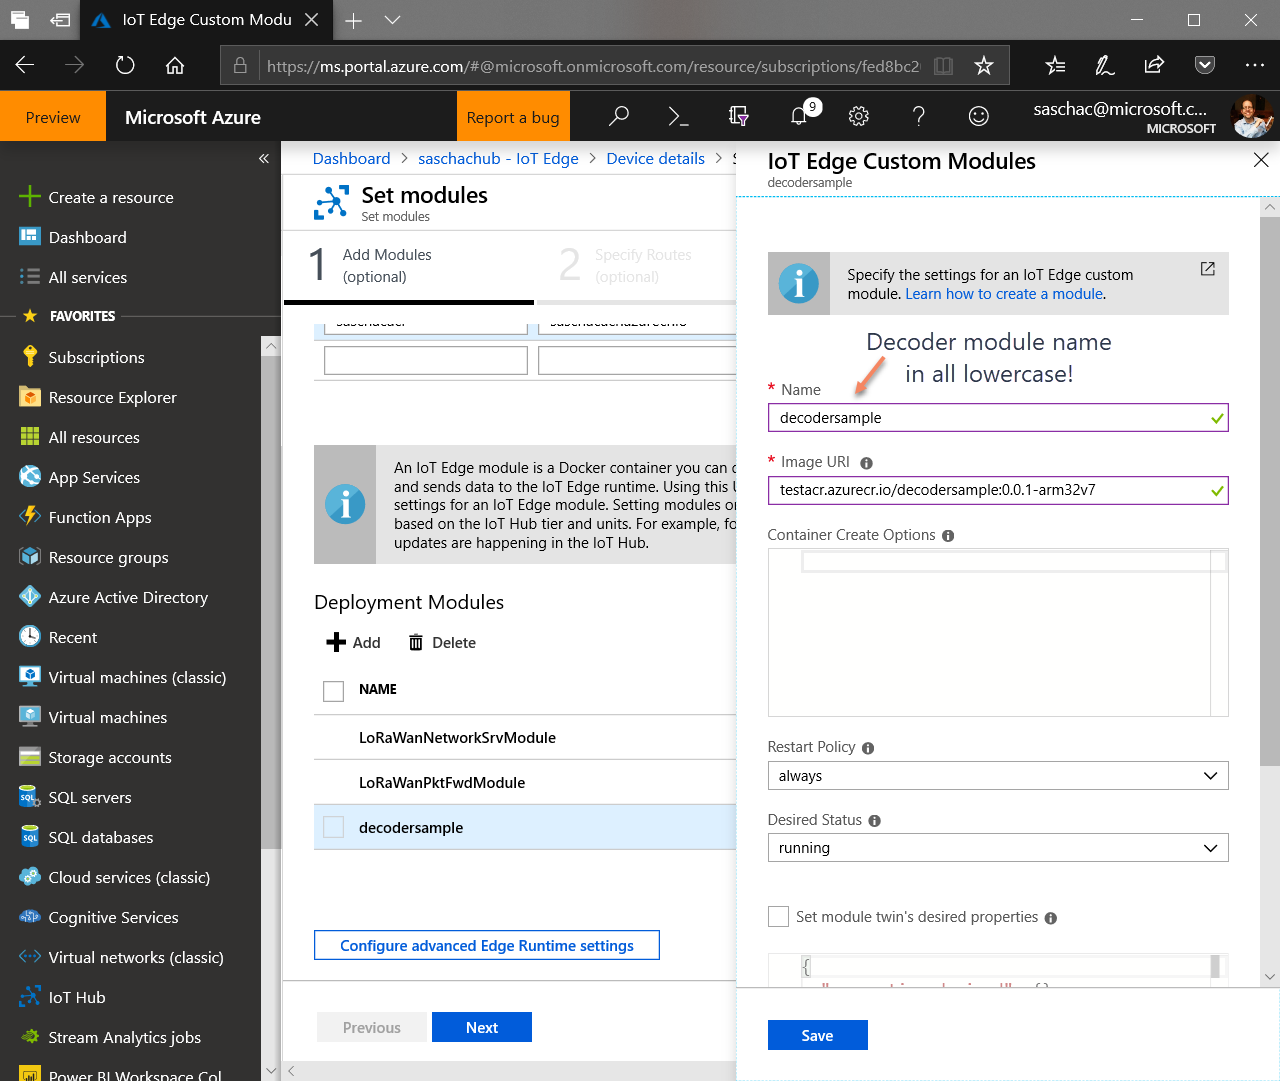 IoT Edge Custom Modu
https://ms.portal.azure.com/#@microsoft.onmicrosoft.com/resource/subscriptions/fed8bc2
Preview
Microsoft Azure
Report a bug
9
saschac@microsoft.c...
MICROSOFT
Create a resource
Dashboard
All services
FAVORITES
Subscriptions
Resource Explorer
All resources
App Services
Function Apps
Resource groups
Azure Active Directory
Recent
Virtual machines (classic)
Virtual machines
Storage accounts
SQL servers
SQL databases
Cloud services (classic)
Cognitive Services
Virtual networks (classic)
IoT Hub
Stream Analytics jobs
Power BI Workspace Col
Dashboard > saschachub - IoT Edge > Device details >
Set modules
Set modules
1 Add Modules
(optional)
2 Specify Routes
(optional)
An IoT Edge module is a Docker container you can
and sends data to the IoT Edge runtime. Using this
settings for an IoT Edge module. Setting modules
based on the IoT Hub tier and units. For example,
updates are happening in the IoT Hub.
Deployment Modules
Add Delete
NAME
LoRaWanNetworkSrvModule
LoRaWanPktFwdModule
decodersample
Configure advanced Edge Runtime settings
Previous Next
IoT Edge Custom Modules
decodersample
Specify the settings for an IoT Edge custom
module. Learn how to create a module.
Decoder module name
in all lowercase!
* Name
decodersample
* Image URI
testacr.azurecr.io/decodersample:0.0.1-arm32v7
Container Create Options
Restart Policy
always
Desired Status
running
Set module twin's desired properties
{
Save